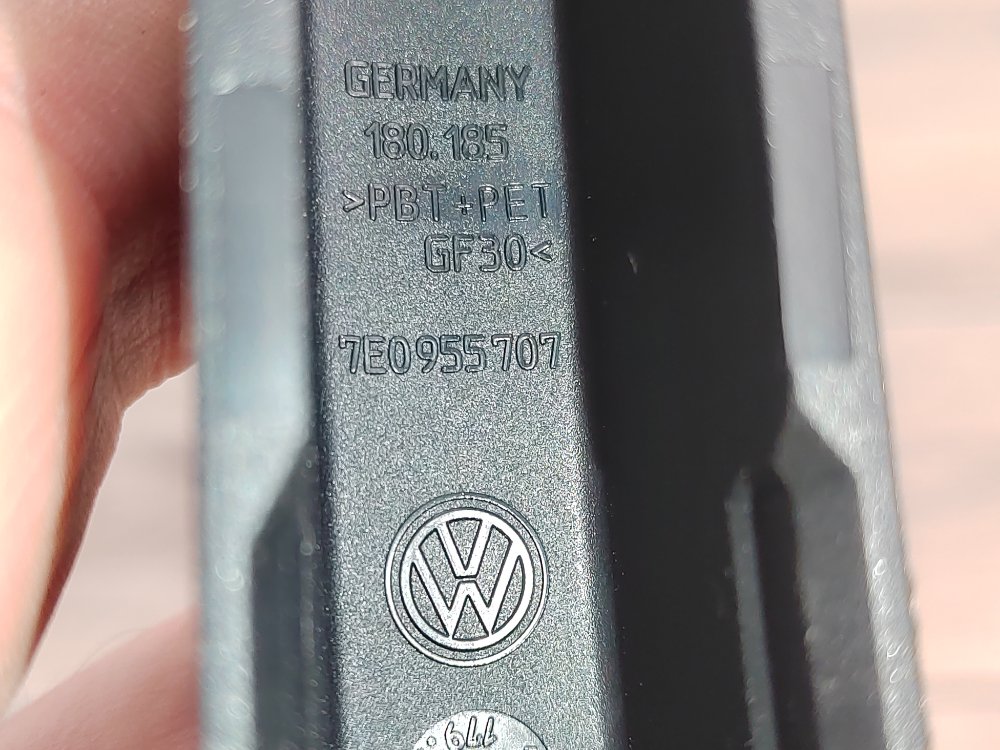 GERMANY
180.185
>PBT+PET
GF30<
7E0955707